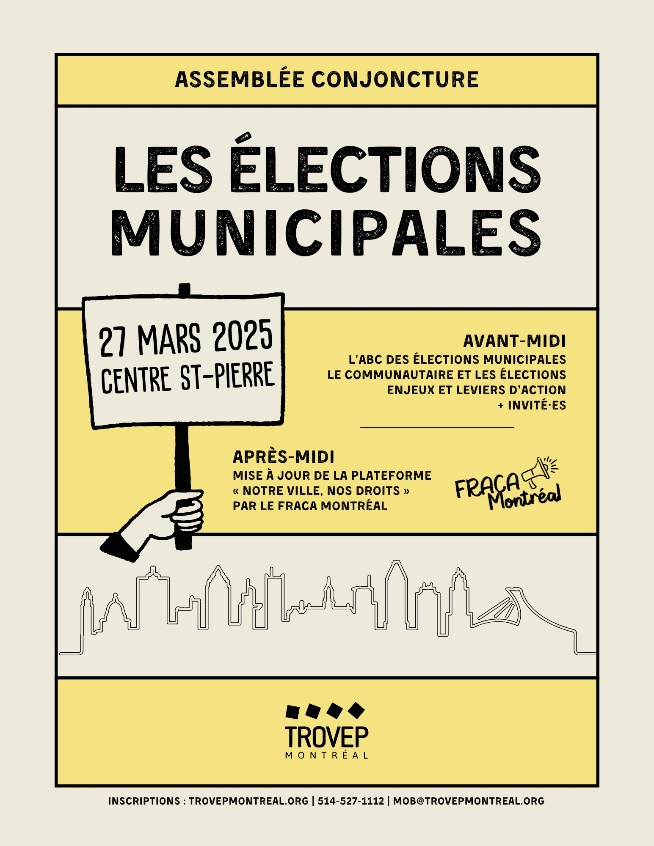 ASSEMBLÉE CONJONCTURE
LES ÉLECTIONS
MUNICIPALES
27 MARS 2025
CENTRE ST-PIERRE
AVANT-MIDI
L'ABC DES ÉLECTIONS MUNICIPALES
LE COMMUNAUTAIRE ET LES ÉLECTIONS
ENJEUX ET LEVIERS D'ACTION
+ INVITÉ·ES
APRÈS-MIDI
MISE À JOUR DE LA PLATEFORME
« NOTRE VILLE, NOS DROITS »
PAR LE FRACA MONTRÉAL
FRACA
Montréal
TROVEP
MONTRÉAL
INSCRIPTIONS : TROVEPMONTREAL.ORG | 514-527-1112 | MOB@TROVEPMONTREAL.ORG